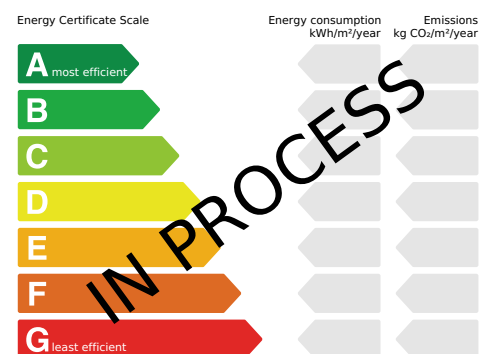 Energy Certificate Scale
Energy consumption
kWh/m²/year
Emissions
kg CO₂/m²/year
A most efficient
B
C
D
E
F
G least efficient
IN PROCESS